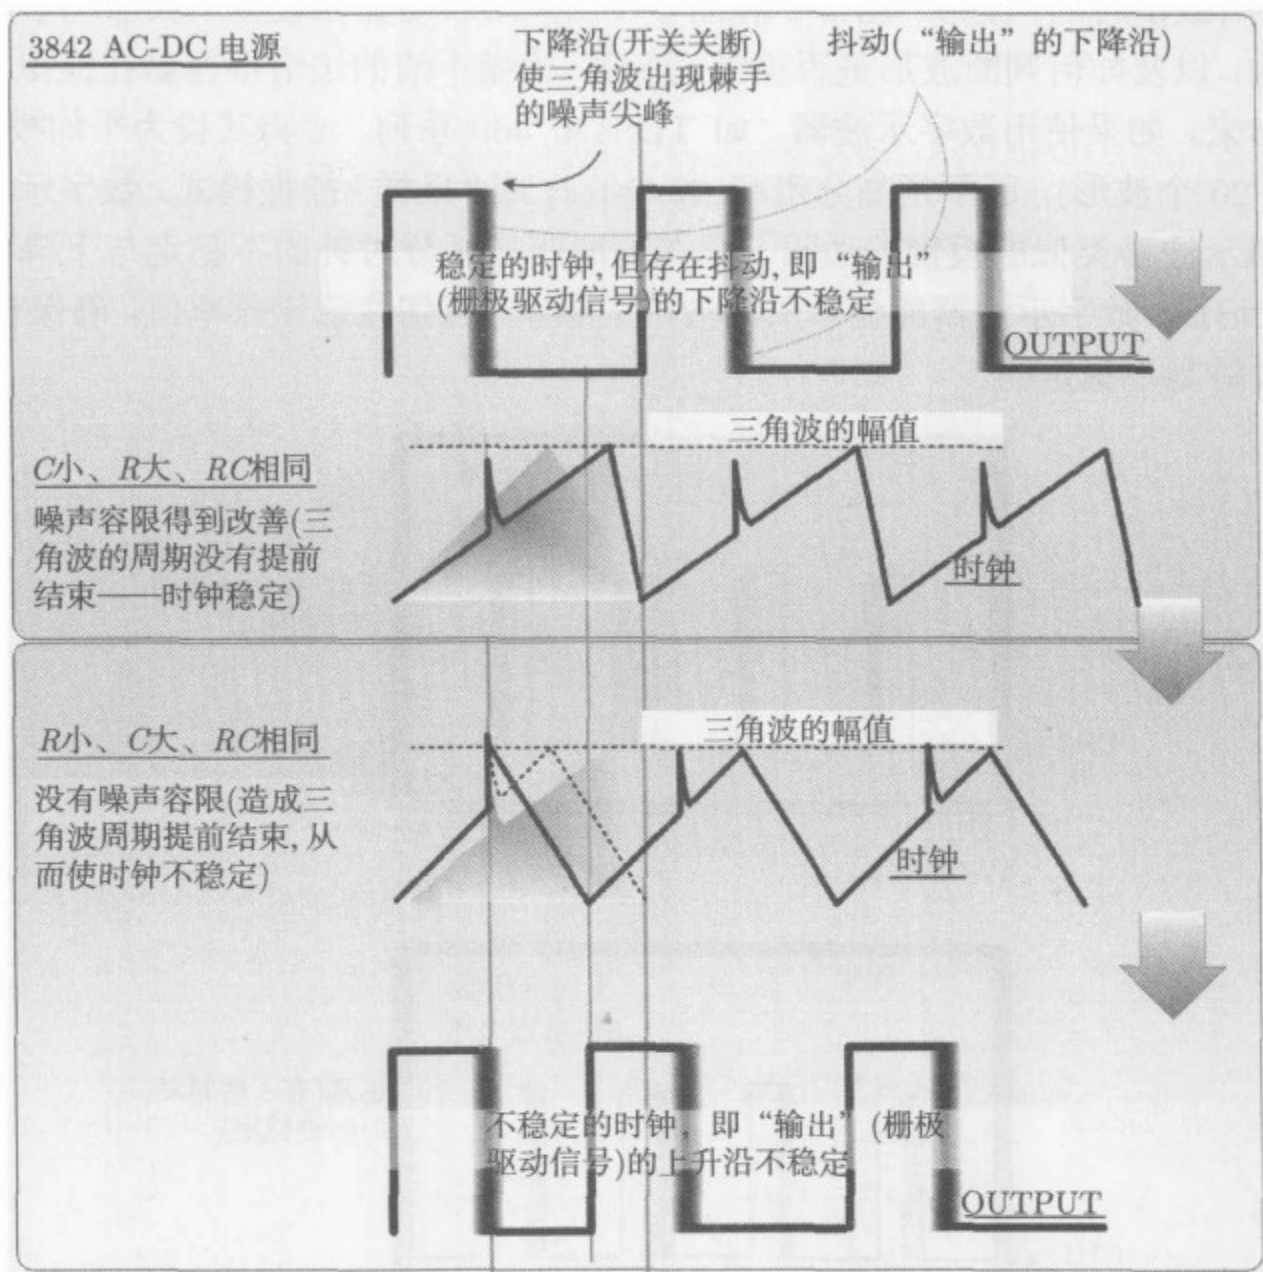 3842 AC-DC 电源
下降沿(开关关断)
使三角波出现棘手
的噪声尖峰
抖动(“输出”的下降沿)
稳定的时钟,但存在抖动,即“输出”
(栅极驱动信号)的下降沿不稳定
OUTPUT
三角波的幅值
C小、R大、RC相同
噪声容限得到改善(三
角波的周期没有提前
结束——时钟稳定)
时钟
三角波的幅值
R小、C大、RC相同
没有噪声容限(造成三
角波周期提前结束,从
而使时钟不稳定)
时钟
不稳定的时钟，即“输出”(栅极
驱动信号)的上升沿不稳定
OUTPUT